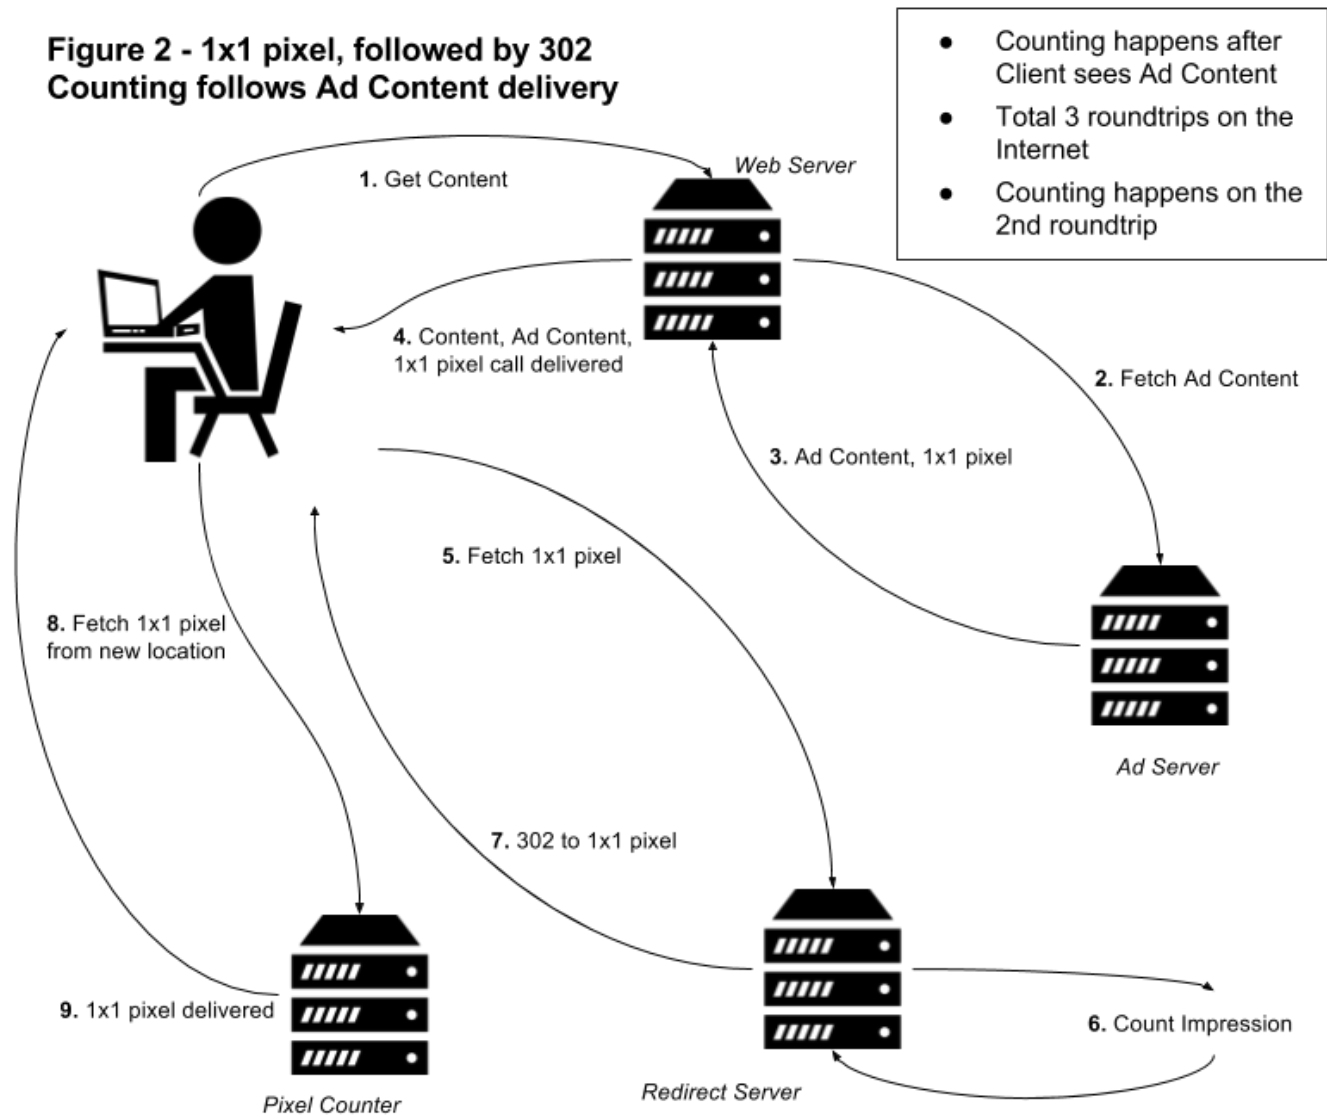 Figure 2 - 1x1 pixel, followed by 302
Counting follows Ad Content delivery
● Counting happens after
Client sees Ad Content
● Total 3 roundtrips on the
Internet
● Counting happens on the
2nd roundtrip
Web Server
1. Get Content
4. Content, Ad Content,
1x1 pixel call delivered
2. Fetch Ad Content
3. Ad Content, 1x1 pixel
5. Fetch 1x1 pixel
8. Fetch 1x1 pixel
from new location
Ad Server
7. 302 to 1x1 pixel
9. 1x1 pixel delivered
6. Count Impression
Redirect Server
Pixel Counter